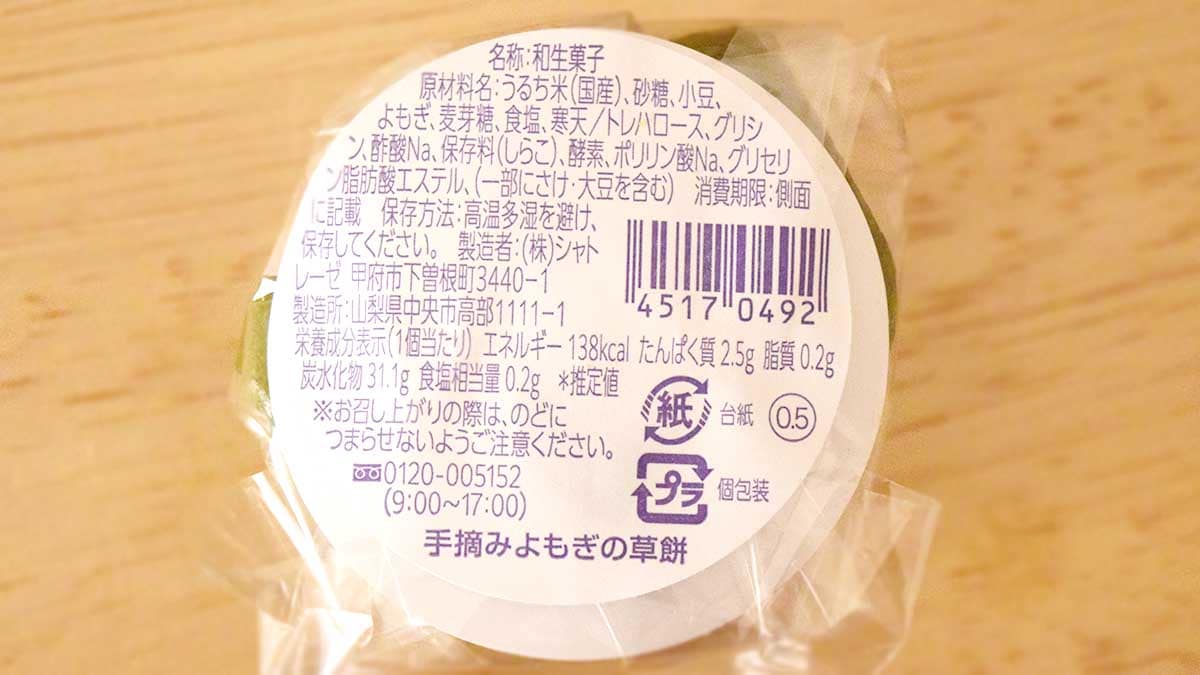 名称:和生菓子
原材料名:うるち米(国産)、砂糖、小豆、
よもぎ、麦芽糖、食塩、寒天/トレハロース、グリシ
ン、酢酸Na、保存料(しらこ)、酵素、ポリリン酸Na、グリセリ
ン脂肪酸エステル、(一部にさけ・大豆を含む) 消費期限:側面
に記載 保存方法:高温多湿を避け、
保存してください。 製造者:(株)シャト
レーゼ 甲府市下曽根町3440-1
製造所:山梨県中央市高部1111-1
4517 0492
栄養成分表示(1個当たり) エネルギー 138kcal たんぱく質 2.5g 脂質 0.2g
炭水化物 31.1g 食塩相当量 0.2g *推定値
※お召し上がりの際は、のどに
つまらせないようご注意ください。
紙 台紙 0.5
0120-005152
(9:00~17:00)
プラ 個包装
手摘みよもぎの草餅